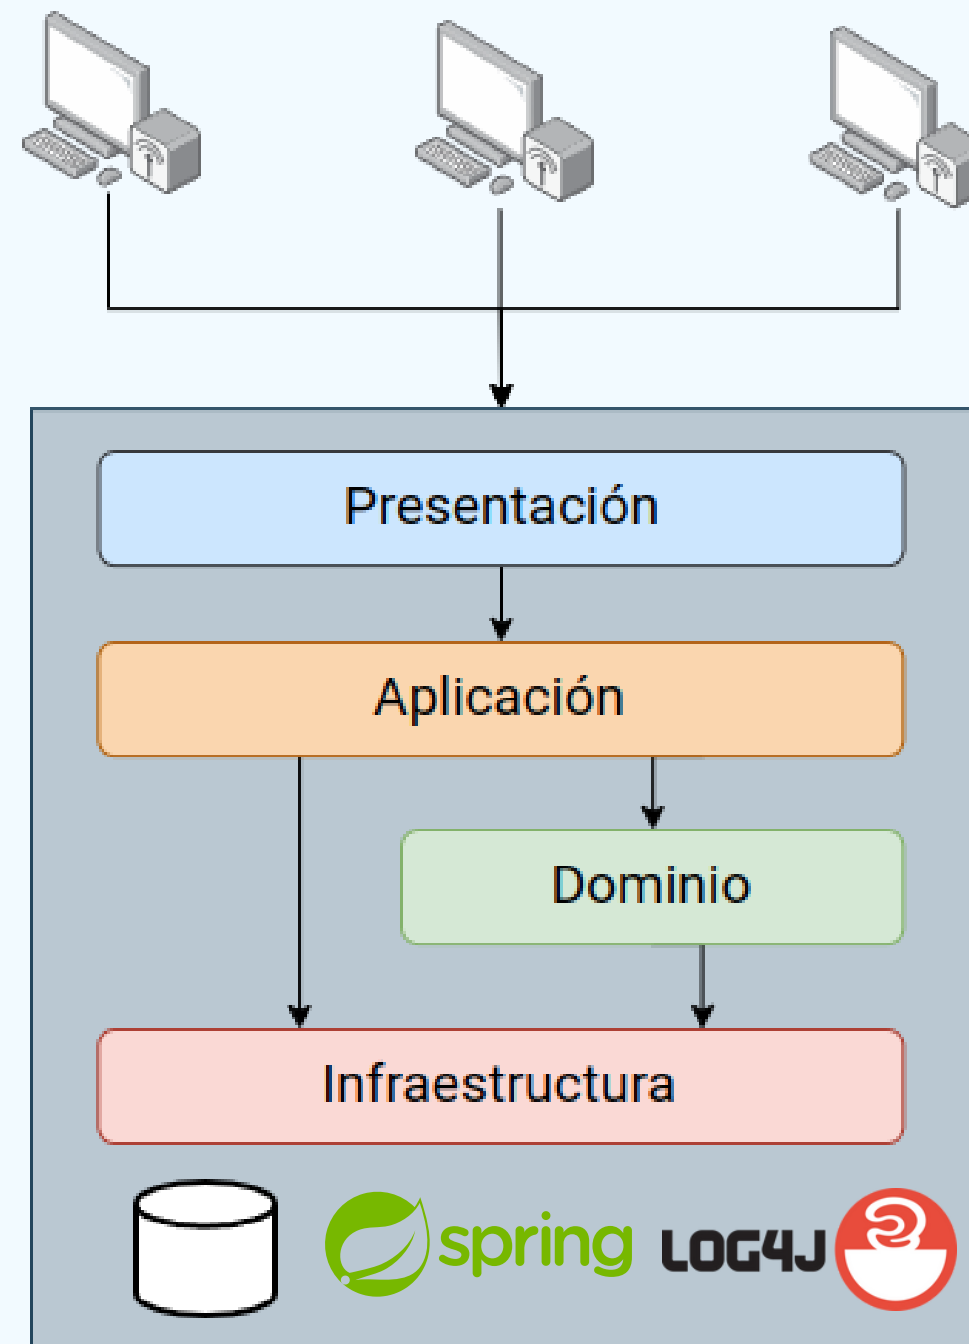 Presentación
Aplicación
Dominio
Infraestructura
spring
LOG4J